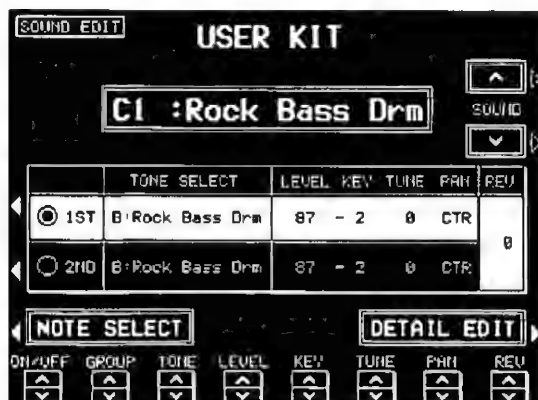 SOUND EDIT
USER KIT
C1 :Rock Bass Drm
SOUND
TONE SELECT LEVEL KEY TUNE PAN REV
1ST B:Rock Bass Drm 87 - 2 0 CTR 0
2ND B:Rock Bass Drm 87 - 2 0 CTR
NOTE SELECT DETAIL EDIT
ON/OFF GROUP TONE LEVEL KEY TUNE PAN REV